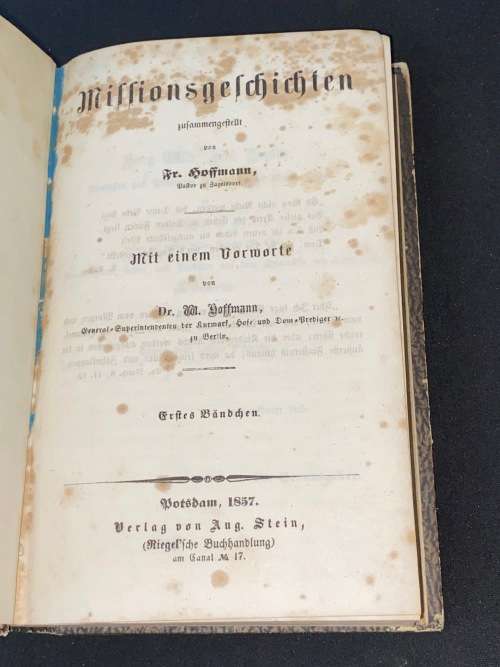 Missionsgeschichten
zusammengestellt
von
Fr. Hoffmann,
Pastor zu
Mit einem Vorworte
von
Dr. W. Hoffmann,
General-Superintendenten der Kurmark, Hof- und Dom-Prediger ꝛc.
zu Berlin.
Erstes Bändchen.
Potsdam, 1857.
Verlag von Aug. Stein,
(Riegel'sche Buchhandlung)
am Canal № 17.